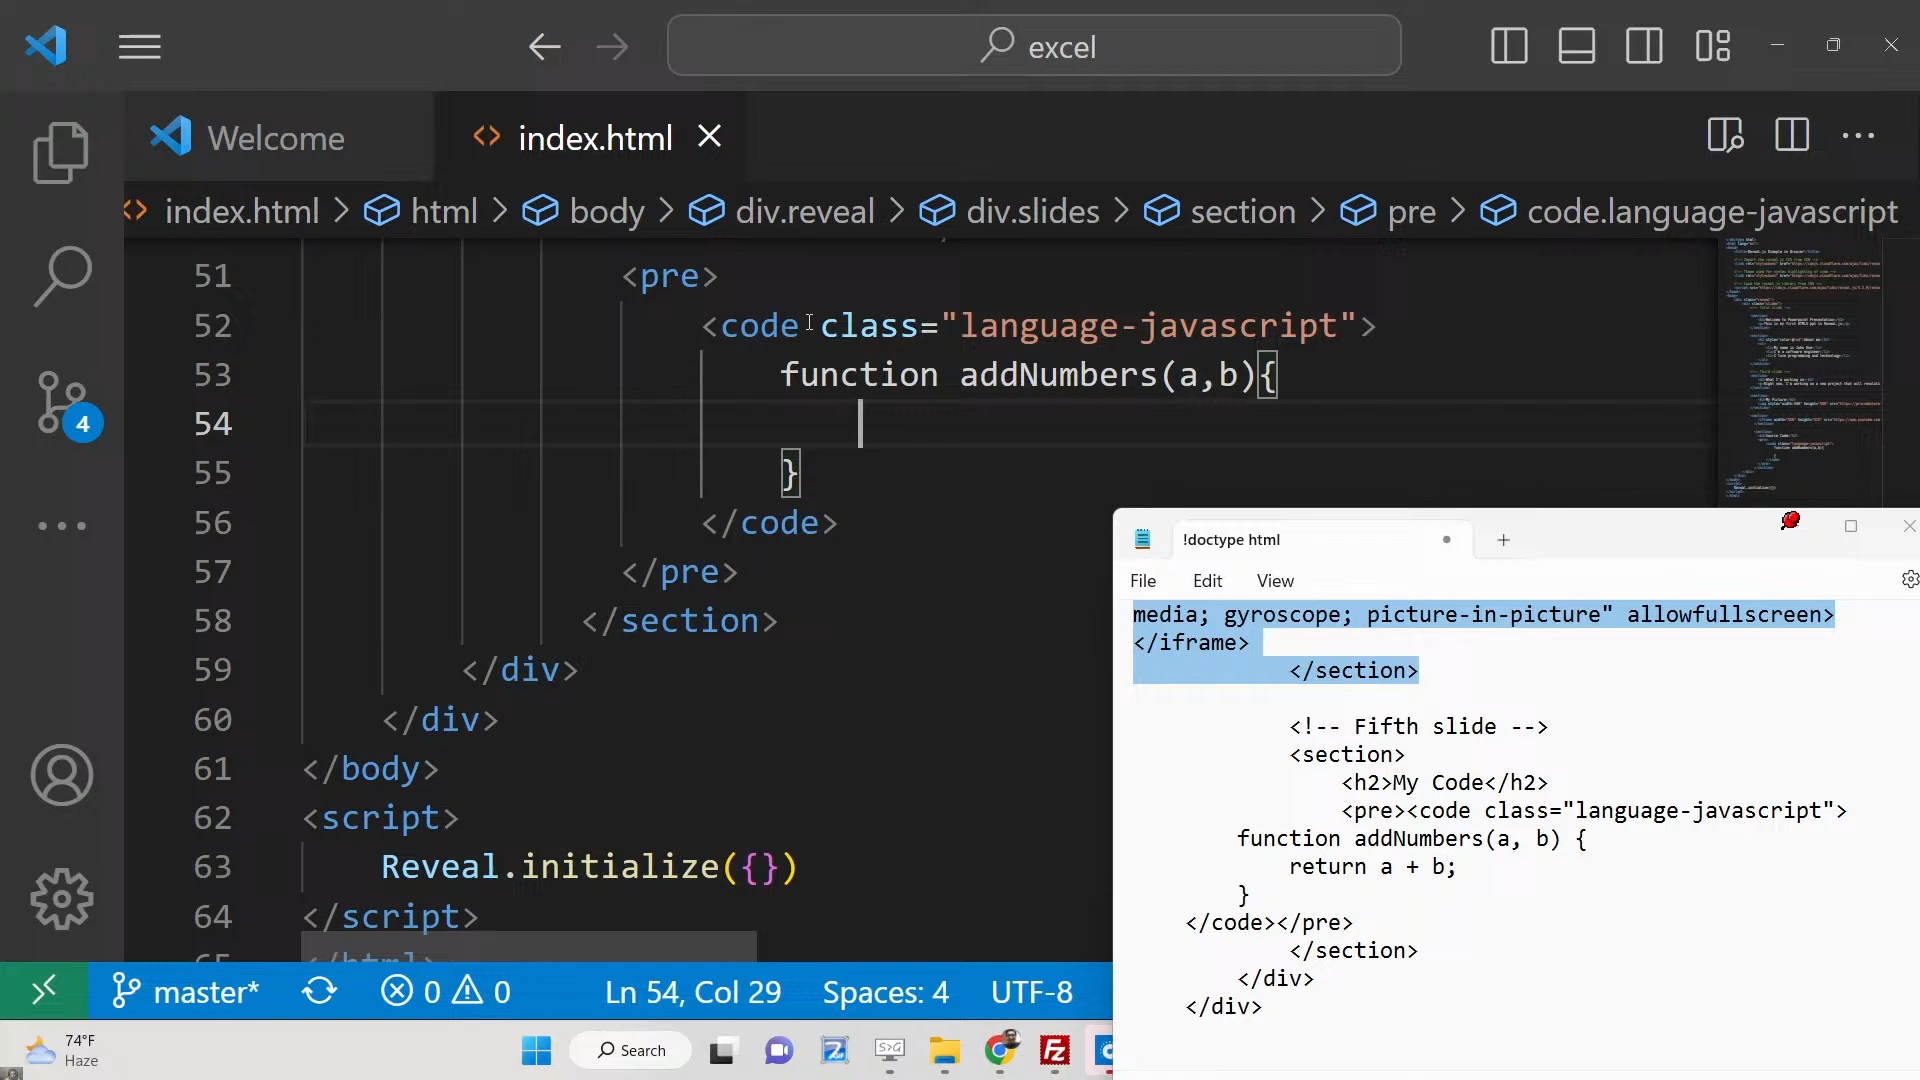 excel
Welcome
index.html
index.html > html > body > div.reveal > div.slides > section > pre > code.language-javascript
51 <pre>
52 <code class="language-javascript">
53 function addNumbers(a,b){
54
55 }
56 </code>
57 </pre>
58 </section>
59 </div>
60 </div>
61 </body>
62 <script>
63 Reveal.initialize({})
64 </script>
65 </html>
4
master*
0
0
Ln 54, Col 29
Spaces: 4
UTF-8
!doctype html
File
Edit
View
media; gyroscope; picture-in-picture" allowfullscreen>
</iframe>
</section>
<!-- Fifth slide -->
<section>
<h2>My Code</h2>
<pre><code class="language-javascript">
function addNumbers(a, b) {
return a + b;
}
</code></pre>
</section>
</div>
</div>
74°F
Haze
Search